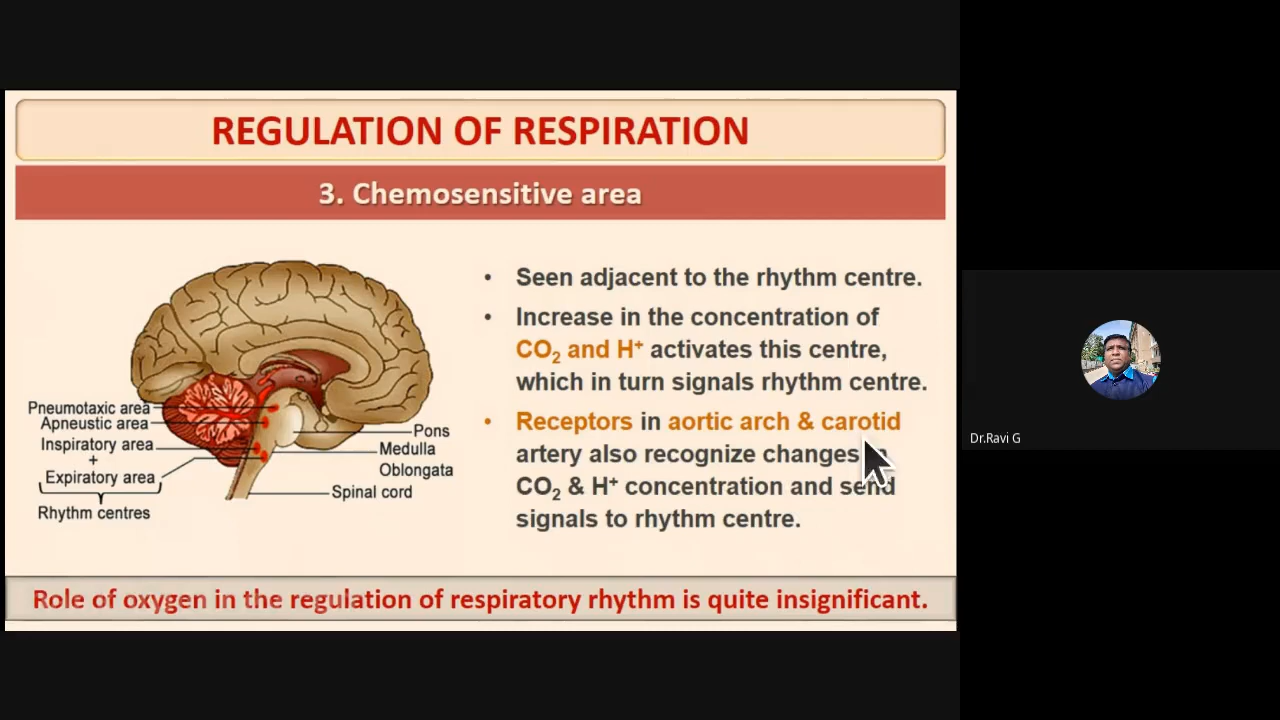 REGULATION OF RESPIRATION
3. Chemosensitive area
• Seen adjacent to the rhythm centre.
• Increase in the concentration of
CO₂ and H⁺ activates this centre,
which in turn signals rhythm centre.
• Receptors in aortic arch & carotid
artery also recognize changes
CO₂ & H⁺ concentration and send
signals to rhythm centre.
Pneumotaxic area
Apneustic area
Inspiratory area
+
Expiratory area
Rhythm centres
Pons
Medulla
Oblongata
Spinal cord
Role of oxygen in the regulation of respiratory rhythm is quite insignificant.
Dr.Ravi G